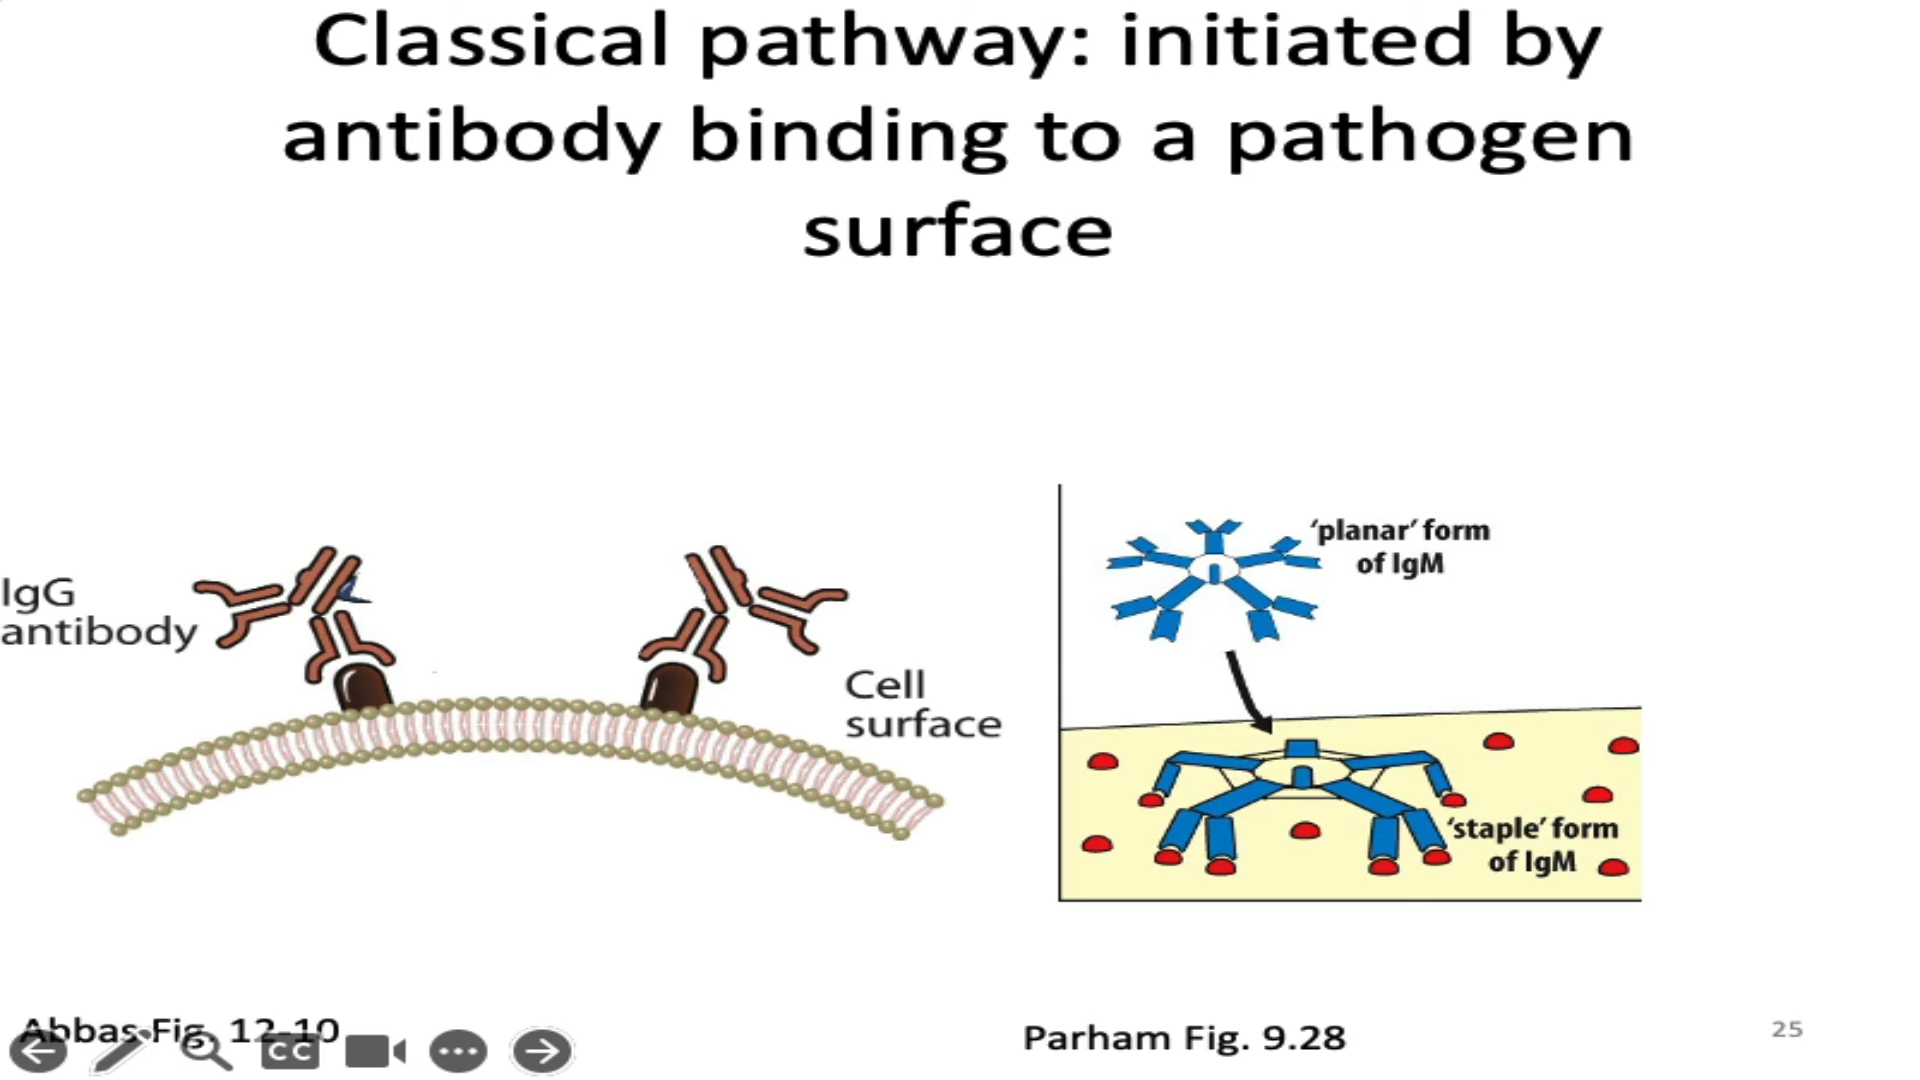 Classical pathway: initiated by
antibody binding to a pathogen
surface
IgG
antibody
Cell
surface
‘planar’ form
of IgM
‘staple’ form
of IgM
Abbas Fig. 12-10
CC
Parham Fig. 9.28
25